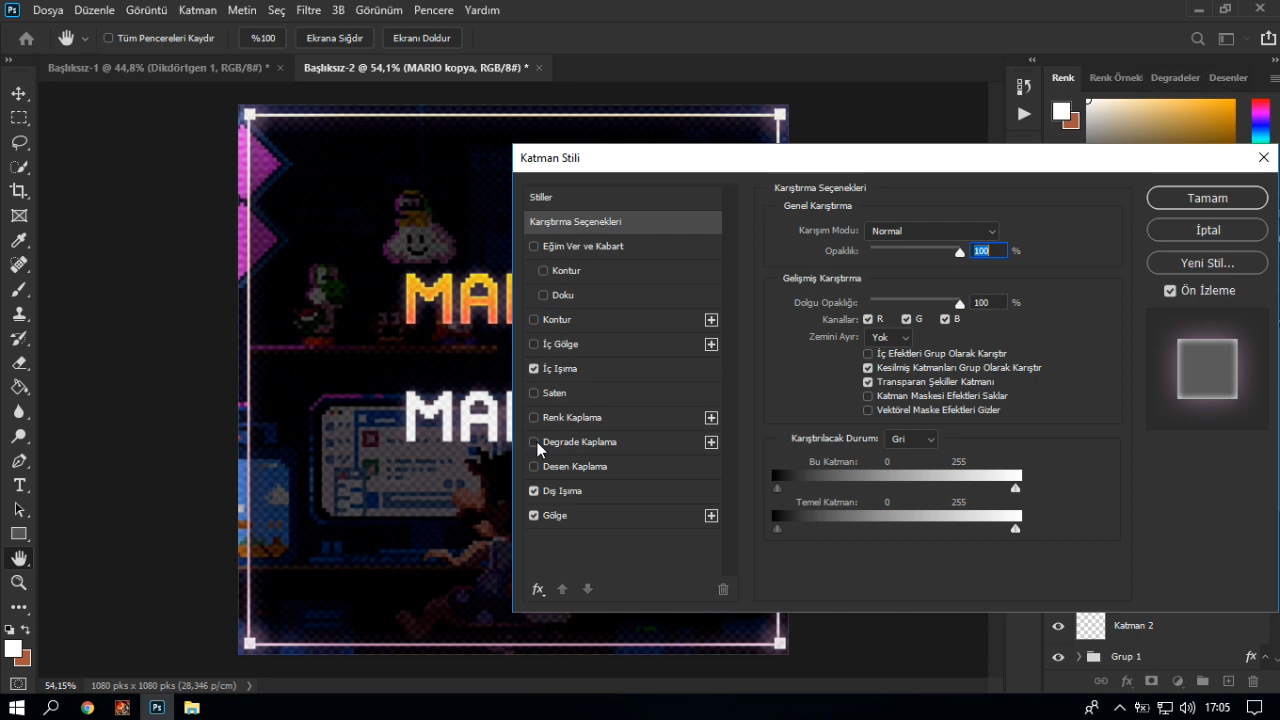 Ps Dosya Düzenle Görüntü Katman Metin Seç Filtre 3B Görünüm Pencere Yardım
Tüm Pencereleri Kaydır %100 Ekrana Sığdır Ekranı Doldur
Başlıksız-1 @ 44,8% (Dikdörtgen 1, RGB/8#) * Başlıksız-2 @ 54,1% (MARIO kopya, RGB/8#) *
Renk Renk Örnekl Degradeler Desenler
Katman Stili
Stiller
Karıştırma Seçenekleri
Eğim Ver ve Kabart
Kontur
Doku
Kontur
İç Gölge
İç Işıma
Saten
Renk Kaplama
Degrade Kaplama
Desen Kaplama
Dış Işıma
Gölge
fx
Karıştırma Seçenekleri
Genel Karıştırma
Karışım Modu: Normal
Opaklık: 100 %
Gelişmiş Karıştırma
Dolgu Opaklığı: 100 %
Kanallar: R G B
Zemini Ayır: Yok
İç Efektleri Grup Olarak Karıştır
Kesilmiş Katmanları Grup Olarak Karıştır
Transparan Şekiller Katmanı
Katman Maskesi Efektleri Saklar
Vektörel Maske Efektleri Gizler
Karıştırılacak Durum: Gri
Bu Katman: 0 255
Temel Katman: 0 255
Tamam
İptal
Yeni Stil...
Ön İzleme
Katman 2
Grup 1 fx
54,15% 1080 pks x 1080 pks (28,346 p/cm)
Ps 17:05